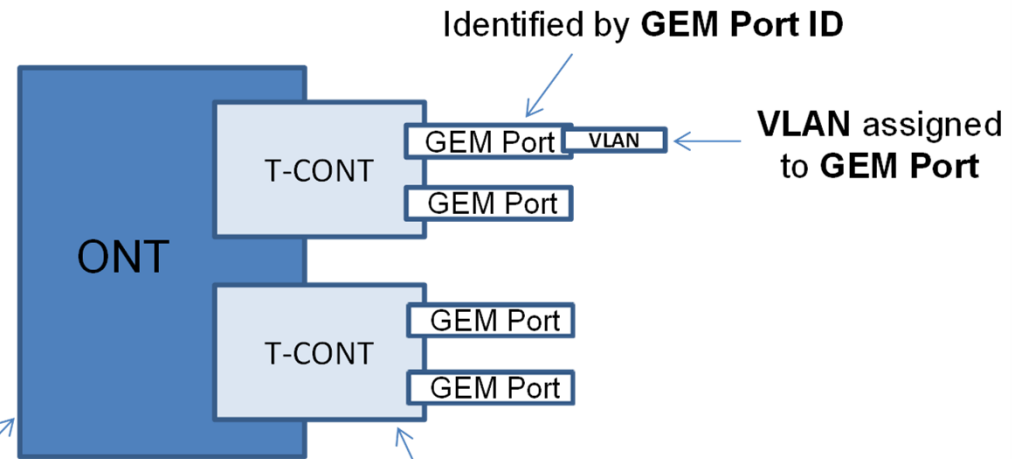 Identified by GEM Port ID
GEM Port
VLAN
VLAN assigned
to GEM Port
T-CONT
GEM Port
ONT
GEM Port
T-CONT
GEM Port